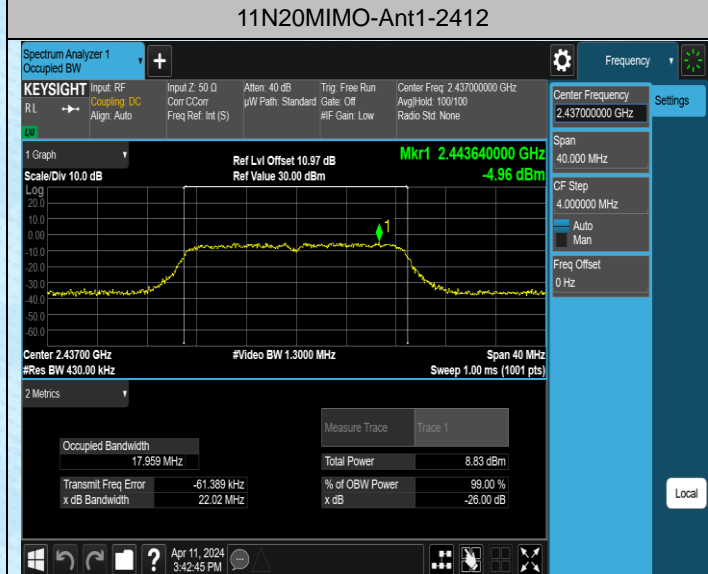 11N20MIMO-Ant1-2412
Spectrum Analyzer 1
Occupied BW
Frequency
KEYSIGHT
RL
LXI
Input: RF
Coupling: DC
Align: Auto
Input Z: 50 Ω
Corr CCorr
Freq Ref: Int (S)
Atten: 40 dB
µW Path: Standard
Trig: Free Run
Gate: Off
#IF Gain: Low
Center Freq: 2.437000000 GHz
Avg|Hold: 100/100
Radio Std: None
1 Graph
Scale/Div 10.0 dB
Ref Lvl Offset 10.97 dB
Ref Value 30.00 dBm
Mkr1 2.443640000 GHz
-4.96 dBm
Log
20.0
10.0
0.00
-10.0
-20.0
-30.0
-40.0
-50.0
-60.0
1
Center 2.43700 GHz
#Res BW 430.00 kHz
#Video BW 1.3000 MHz
Span 40 MHz
Sweep 1.00 ms (1001 pts)
2 Metrics
Measure Trace Trace 1
Occupied Bandwidth
17.959 MHz
Total Power 8.83 dBm
Transmit Freq Error -61.389 kHz
% of OBW Power 99.00 %
x dB Bandwidth 22.02 MHz
x dB -26.00 dB
Center Frequency
2.437000000 GHz
Span
40.000 MHz
CF Step
4.000000 MHz
Auto
Man
Freq Offset
0 Hz
Settings
Local
?
Apr 11, 2024
3:42:45 PM